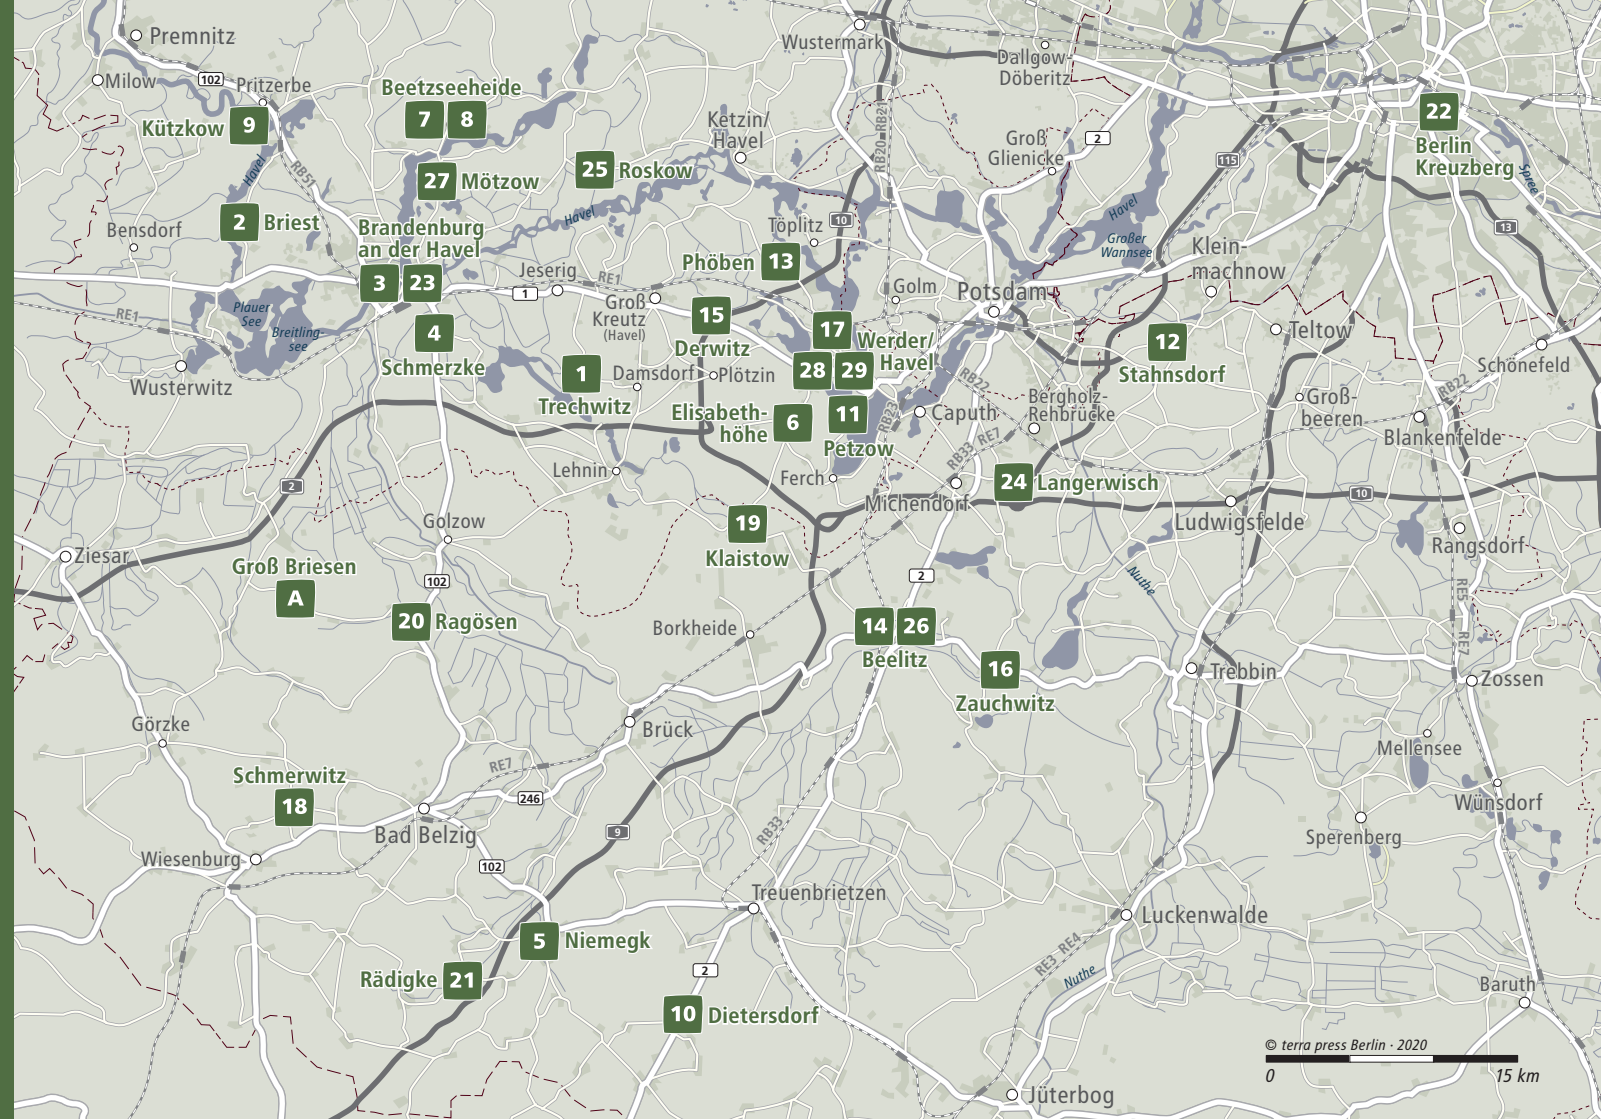 Premnitz
Milow
102
Pritzerbe
Kützkow
9
Havel
RB51
Beetzseeheide
7
8
27
Mötzow
25
Roskow
Havel
2
Briest
Bensdorf
Brandenburg
an der Havel
3
23
4
Schmerzke
RE1
Plauer
See
Breitling-
see
Wusterwitz
Wustermark
Ketzin/
Havel
RB20
RB21
Dallgow-
Döberitz
Groß
Glienicke
2
115
22
Berlin
Kreuzberg
Spree
13
Töplitz
10
Phöben
13
Jeserig
RE1
1
Groß
Kreutz
(Havel)
15
Derwitz
Golm
Potsdam
Havel
Großer
Wannsee
Klein-
machnow
12
Stahnsdorf
Teltow
Schönefeld
17
Werder/
Havel
28
29
1
Trechwitz
Damsdorf
Plötzin
Elisabeth-
höhe
6
11
Petzow
RB23
RB22
Caputh
Bergholz-
Rehbrücke
RB33
RE7
Groß-
beeren
RB22
Blankenfelde
Lehnin
Ferch
Michendorf
24
Langerwisch
10
Ludwigsfelde
Rangsdorf
2
Golzow
19
Klaistow
Ziesar
Groß Briesen
A
102
20
Ragösen
2
Nuthe
RE5
RE7
Borkheide
14
26
Beelitz
16
Zauchwitz
Trebbin
Zossen
Görzke
Brück
Mellensee
Schmerwitz
18
RE7
246
Bad Belzig
9
RB33
Wünsdorf
Sperenberg
Wiesenburg
102
Treuenbrietzen
Luckenwalde
5
Niemegk
Rädigke
21
2
10
Dietersdorf
RE3
RE4
Nuthe
Baruth
Jüterbog
© terra press Berlin · 2020
0
15 km